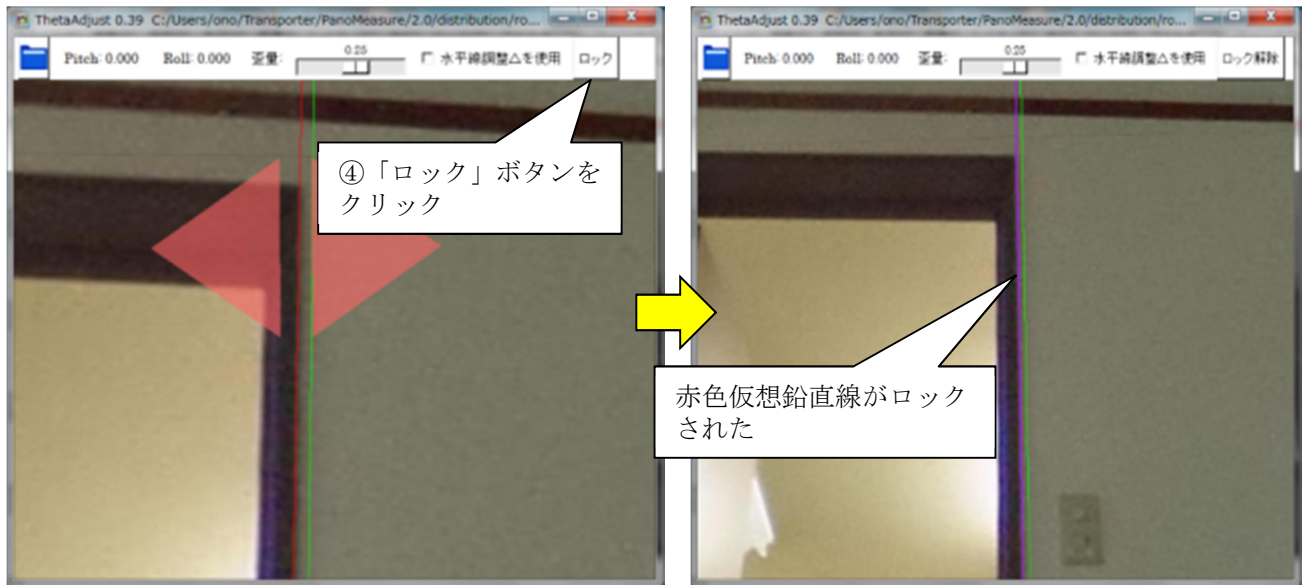 ThetaAdjust 0.39 C:/Users/ono/Transporter/PanoMeasure/2.0/distribution/ro...
Pitch: 0.000 Roll: 0.000 歪量: 0.25 水平線調整△を使用 ロック
④「ロック」ボタンを
クリック
ThetaAdjust 0.39 C:/Users/ono/Transporter/PanoMeasure/2.0/distribution/ro...
Pitch: 0.000 Roll: 0.000 歪量: 0.25 水平線調整△を使用 ロック解除
赤色仮想鉛直線がロック
された